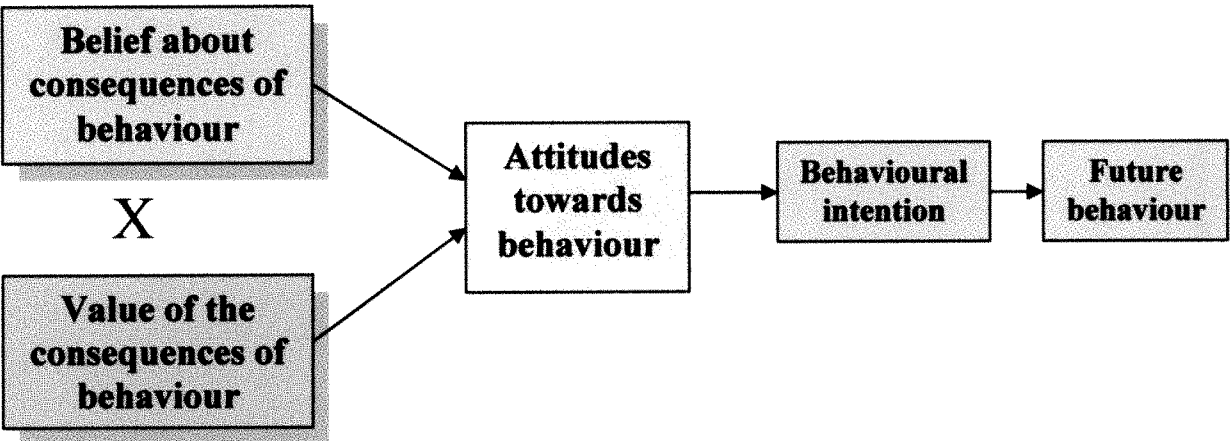 Belief about
consequences of
behaviour
X
Value of the
consequences of
behaviour
Attitudes
towards
behaviour
Behavioural
intention
Future
behaviour